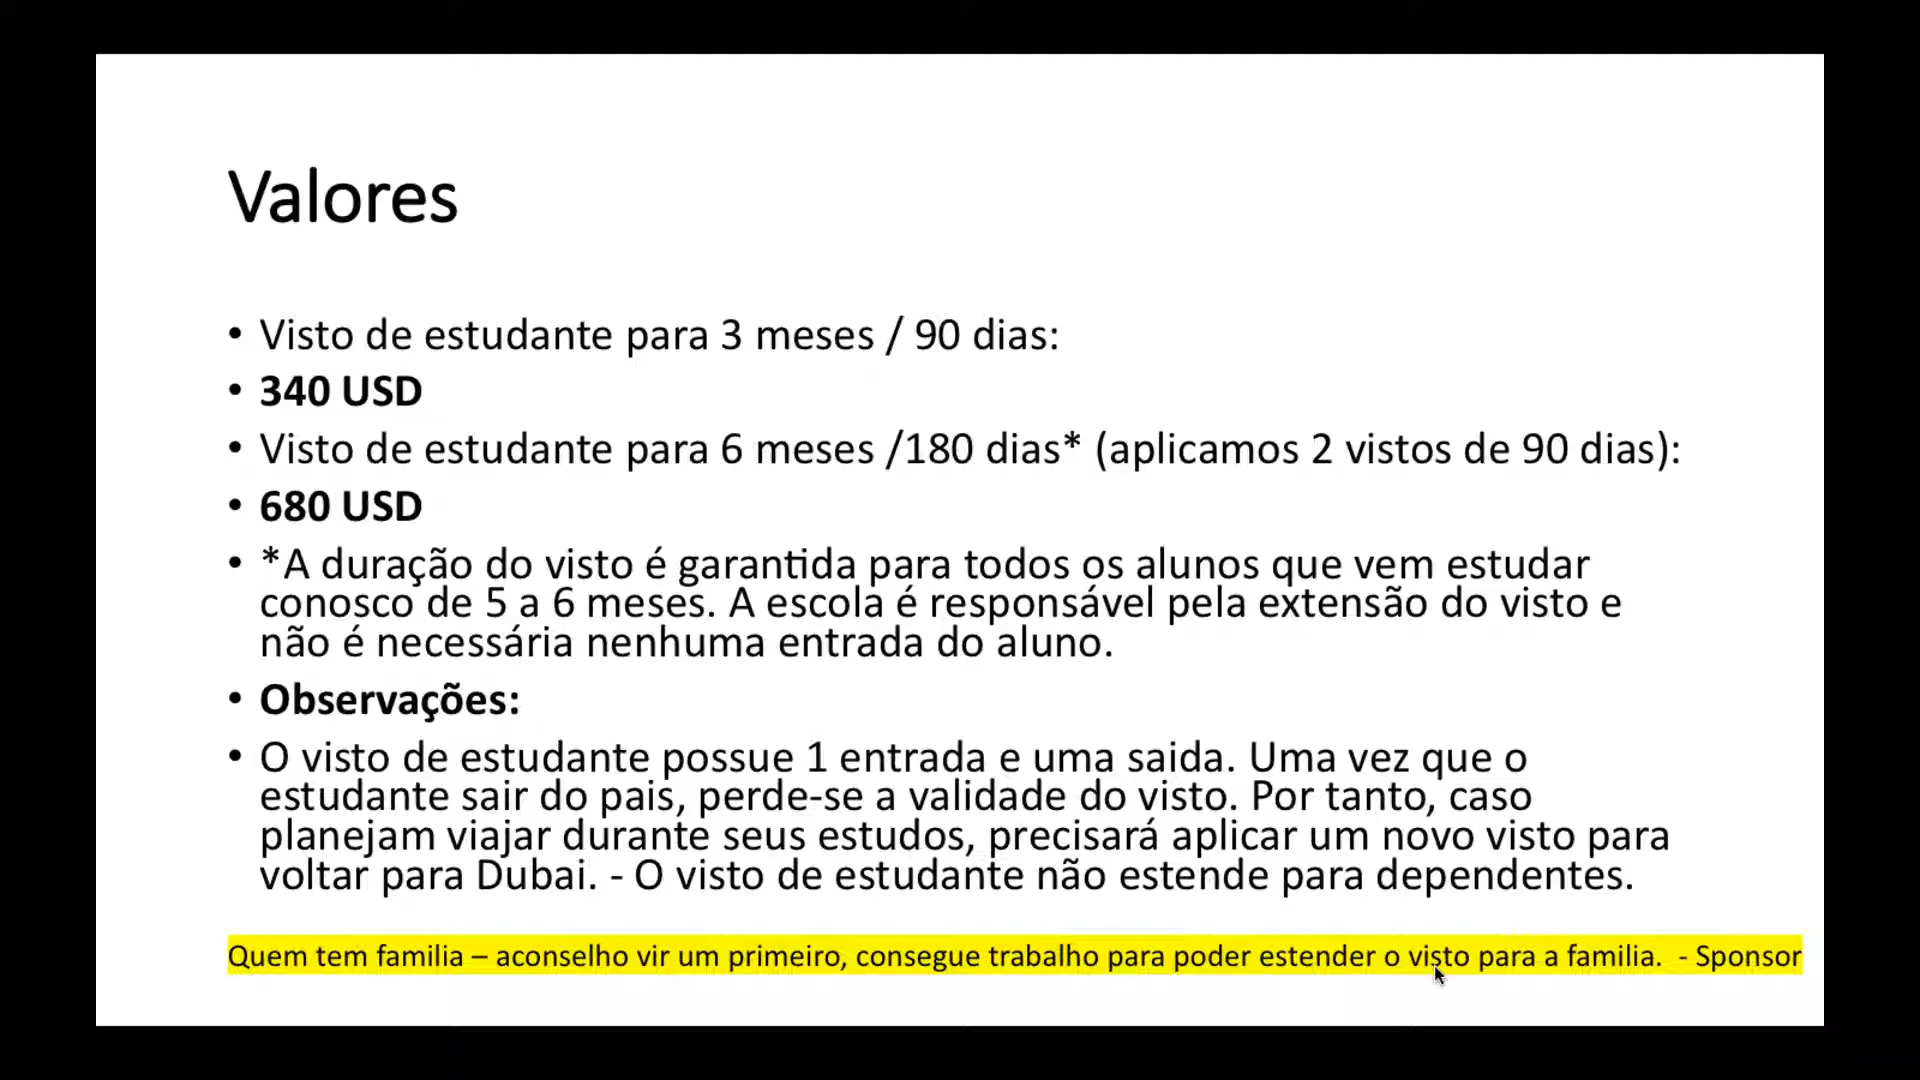 Valores
• Visto de estudante para 3 meses / 90 dias:
• 340 USD
• Visto de estudante para 6 meses /180 dias* (aplicamos 2 vistos de 90 dias):
• 680 USD
• *A duração do visto é garantida para todos os alunos que vem estudar
conosco de 5 a 6 meses. A escola é responsável pela extensão do visto e
não é necessária nenhuma entrada do aluno.
• Observações:
• O visto de estudante possue 1 entrada e uma saida. Uma vez que o
estudante sair do pais, perde-se a validade do visto. Por tanto, caso
planejam viajar durante seus estudos, precisará aplicar um novo visto para
voltar para Dubai. - O visto de estudante não estende para dependentes.
Quem tem familia – aconselho vir um primeiro, consegue trabalho para poder estender o visto para a familia. - Sponsor